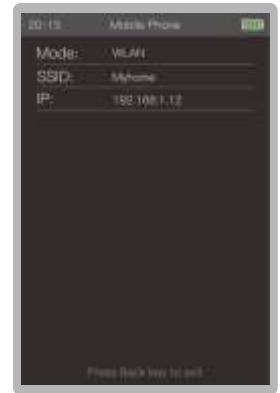 20:15 Mobile Phone
Mode: WLAN
SSID: Myhome
IP: 192.168.1.12
Press Back key to exit